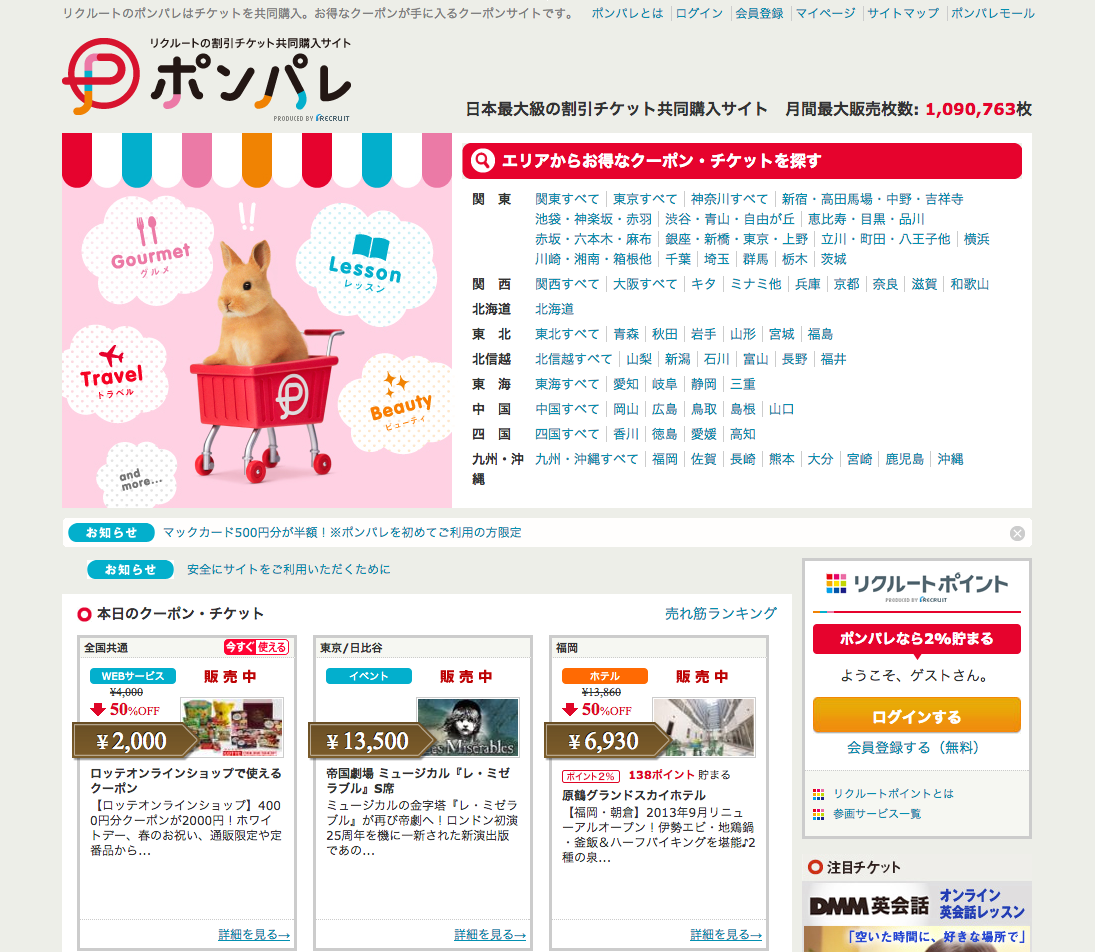 リクルートのポンパレはチケットを共同購入。お得なクーポンが手に入るクーポンサイトです。
ポンパレとは ログイン 会員登録 マイページ サイトマップ ポンパレモール
リクルートの割引チケット共同購入サイト
ポンパレ
PRODUCED BY RECRUIT
日本最大級の割引チケット共同購入サイト 月間最大販売枚数: 1,090,763枚
!!
Gourmet
グルメ
Lesson
レッスン
Travel
トラベル
Beauty
ビューティ
and
more...
エリアからお得なクーポン・チケットを探す
関 東 関東すべて 東京すべて 神奈川すべて 新宿・高田馬場・中野・吉祥寺
池袋・神楽坂・赤羽 渋谷・青山・自由が丘 恵比寿・目黒・品川
赤坂・六本木・麻布 銀座・新橋・東京・上野 立川・町田・八王子他 横浜
川崎・湘南・箱根他 千葉 埼玉 群馬 栃木 茨城
関 西 関西すべて 大阪すべて キタ ミナミ他 兵庫 京都 奈良 滋賀 和歌山
北海道 北海道
東 北 東北すべて 青森 秋田 岩手 山形 宮城 福島
北信越 北信越すべて 山梨 新潟 石川 富山 長野 福井
東 海 東海すべて 愛知 岐阜 静岡 三重
中 国 中国すべて 岡山 広島 鳥取 島根 山口
四 国 四国すべて 香川 徳島 愛媛 高知
九州・沖縄 九州・沖縄すべて 福岡 佐賀 長崎 熊本 大分 宮崎 鹿児島 沖縄
お知らせ マックカード500円分が半額！※ポンパレを初めてご利用の方限定
お知らせ 安全にサイトをご利用いただくために
本日のクーポン・チケット 売れ筋ランキング
全国共通 今すぐ使える
WEBサービス 販売中
¥4,000
50%OFF
¥2,000
ロッテオンラインショップで使える
クーポン
【ロッテオンラインショップ】400
0円分クーポンが2000円！ホワイ
トデー、春のお祝い、通販限定や定
番品から...
詳細を見る→
東京/日比谷
イベント 販売中
Les Misérables
¥13,500
帝国劇場 ミュージカル『レ・ミゼ
ラブル』S席
ミュージカルの金字塔『レ・ミゼラ
ブル』が再び帝劇へ！ロンドン初演
25周年を機に一新された新演出版
であの...
詳細を見る→
福岡
ホテル 販売中
¥13,860
50%OFF
¥6,930
ポイント2% 138ポイント 貯まる
原鶴グランドスカイホテル
【福岡・朝倉】2013年9月リニュ
ーアルオープン！伊勢エビ・地鶏鍋
・釜飯＆ハーフバイキングを堪能♪2
種の泉...
詳細を見る→
リクルートポイント
PRODUCED BY RECRUIT
ポンパレなら2%貯まる
ようこそ、ゲストさん。
ログインする
会員登録する（無料）
リクルートポイントとは
参画サービス一覧
注目チケット
DMM英会話 オンライン
英会話レッスン
「空いた時間に、好きな場所で」